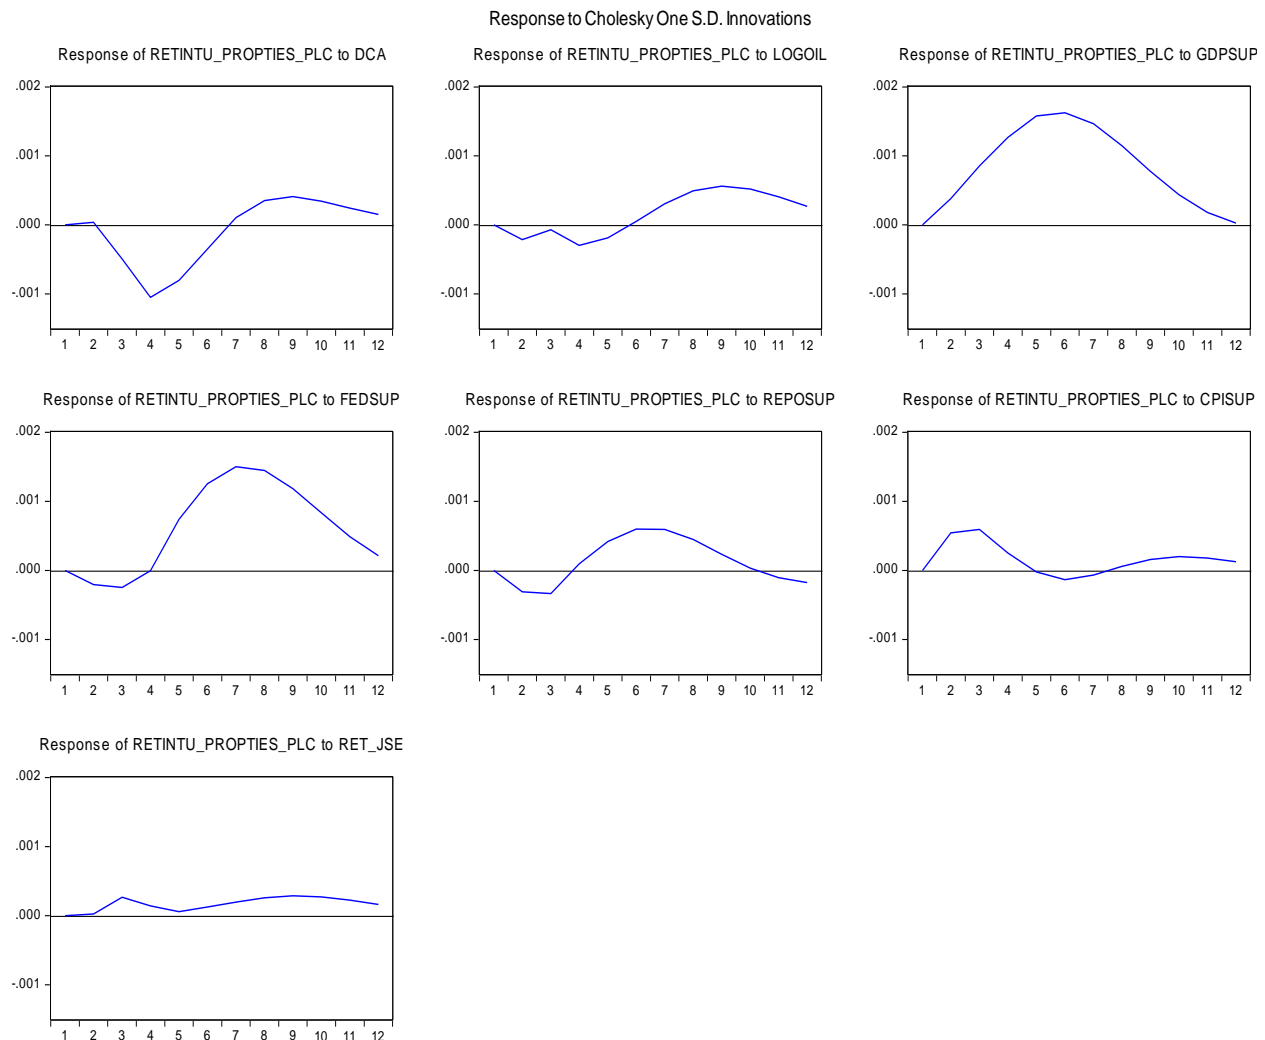 Response to Cholesky One S.D. Innovations
Response of RETINTU_PROPTIES_PLC to DCA
.002
.001
.000
-.001
1 2 3 4 5 6 7 8 9 10 11 12
Response of RETINTU_PROPTIES_PLC to LOGOIL
.002
.001
.000
-.001
1 2 3 4 5 6 7 8 9 10 11 12
Response of RETINTU_PROPTIES_PLC to GDPSUP
.002
.001
.000
-.001
1 2 3 4 5 6 7 8 9 10 11 12
Response of RETINTU_PROPTIES_PLC to FEDSUP
.002
.001
.000
-.001
1 2 3 4 5 6 7 8 9 10 11 12
Response of RETINTU_PROPTIES_PLC to REPOSUP
.002
.001
.000
-.001
1 2 3 4 5 6 7 8 9 10 11 12
Response of RETINTU_PROPTIES_PLC to CPISUP
.002
.001
.000
-.001
1 2 3 4 5 6 7 8 9 10 11 12
Response of RETINTU_PROPTIES_PLC to RET_JSE
.002
.001
.000
-.001
1 2 3 4 5 6 7 8 9 10 11 12